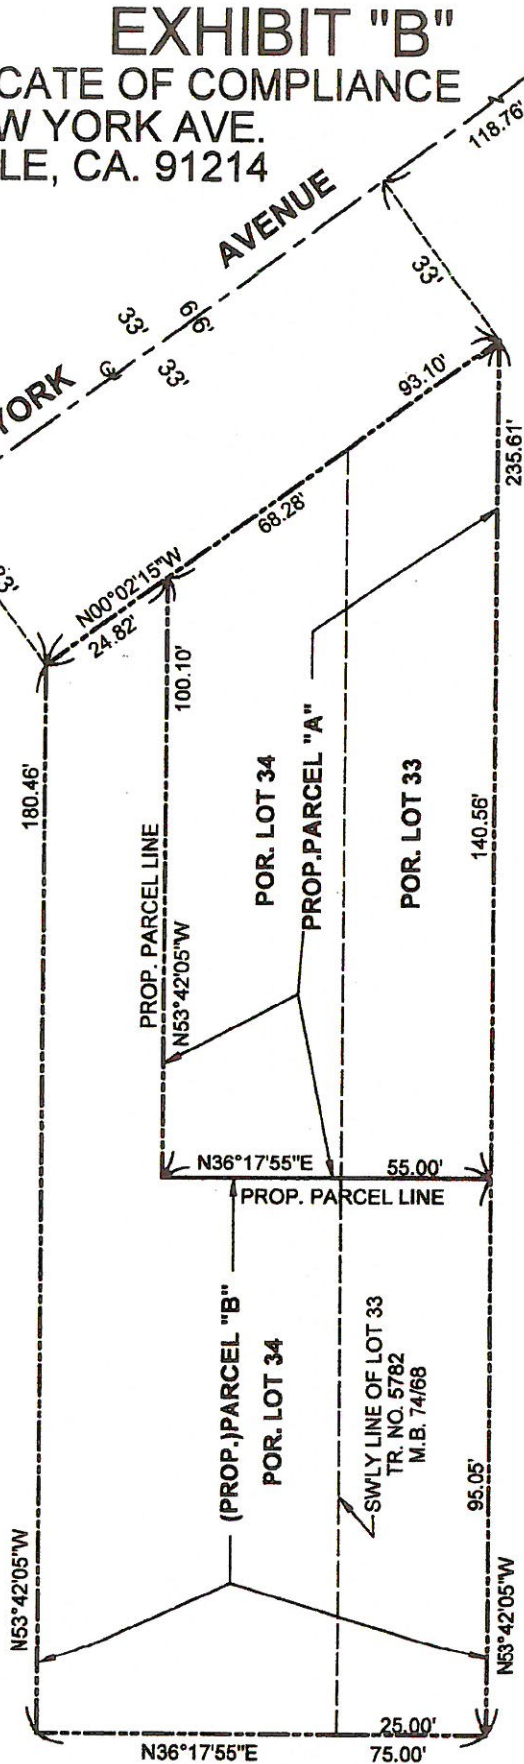 EXHIBIT "B"
CATE OF COMPLIANCE
W YORK AVE.
LE, CA. 91214
118.76'
AVENUE
33'
33'
66'
33'
YORK
93.10'
235.61'
68.28'
N00°02'15"W
24.82'
100.10'
180.46'
POR. LOT 34
PROP.PARCEL "A"
POR. LOT 33
140.56'
PROP. PARCEL LINE
N53°42'05"W
N36°17'55"E
55.00'
PROP. PARCEL LINE
(PROP.)PARCEL "B"
POR. LOT 34
SWLY LINE OF LOT 33
TR. NO. 5782
M.B. 74/68
95.05'
N53°42'05"W
N53°42'05"W
25.00'
N36°17'55"E
75.00'